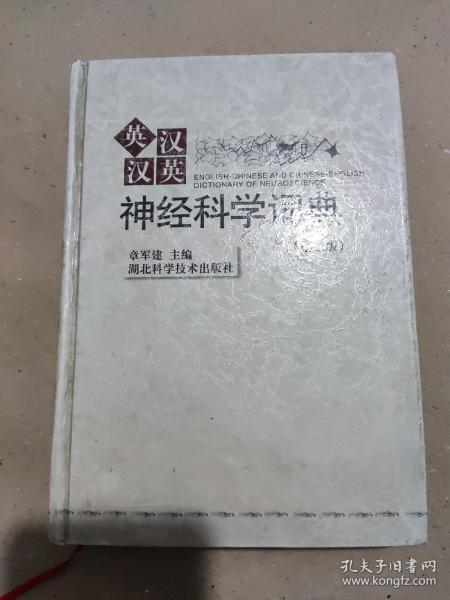 英汉
汉英
ENGLISH-CHINESE AND CHINESE-ENGLISH
DICTIONARY OF NEUROSCIENCE
神经科学词典
版)
章军建 主编
湖北科学技术出版社
孔夫子旧书网
www.kongfz.com